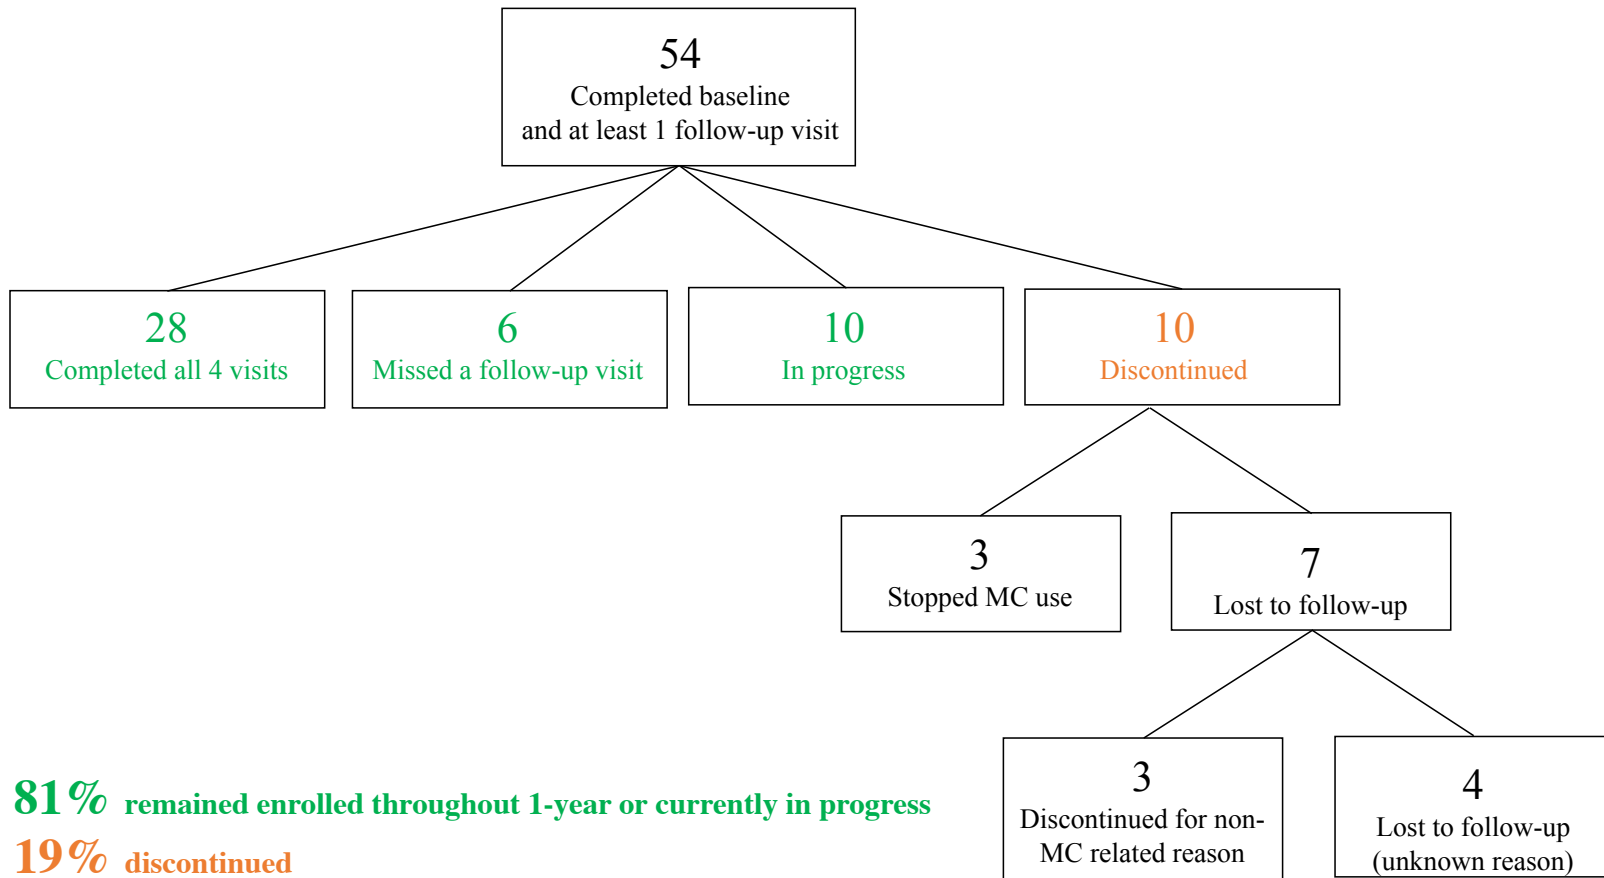 54
Completed baseline
and at least 1 follow-up visit
28
Completed all 4 visits
6
Missed a follow-up visit
10
In progress
10
Discontinued
3
Stopped MC use
7
Lost to follow-up
3
Discontinued for non-
MC related reason
4
Lost to follow-up
(unknown reason)
81% remained enrolled throughout 1-year or currently in progress
19% discontinued